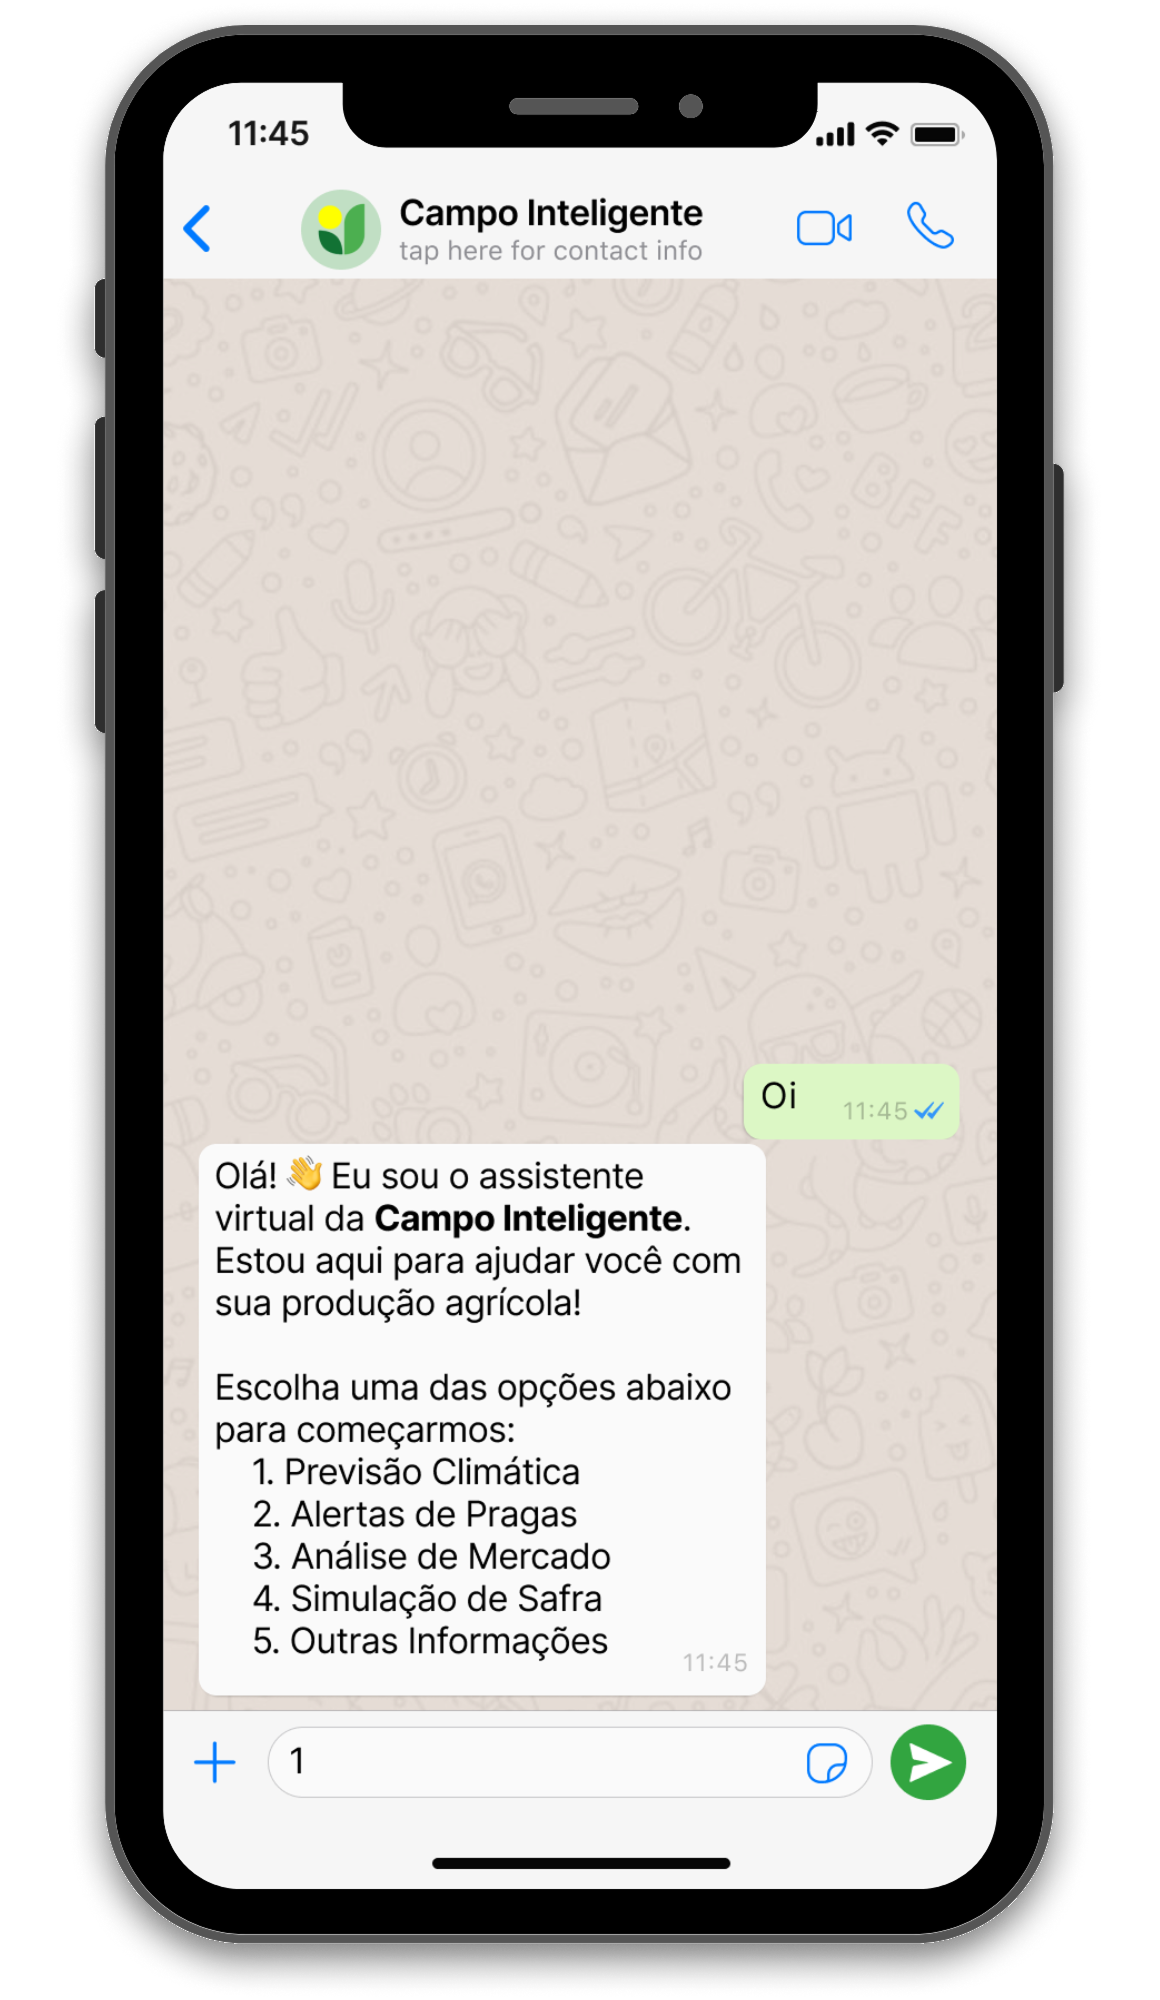 11:45
Campo Inteligente
tap here for contact info
BFF
Oi
11:45
Olá! 👋 Eu sou o assistente
virtual da Campo Inteligente.
Estou aqui para ajudar você com
sua produção agrícola!
Escolha uma das opções abaixo
para começarmos:
1. Previsão Climática
2. Alertas de Pragas
3. Análise de Mercado
4. Simulação de Safra
5. Outras Informações
11:45
1